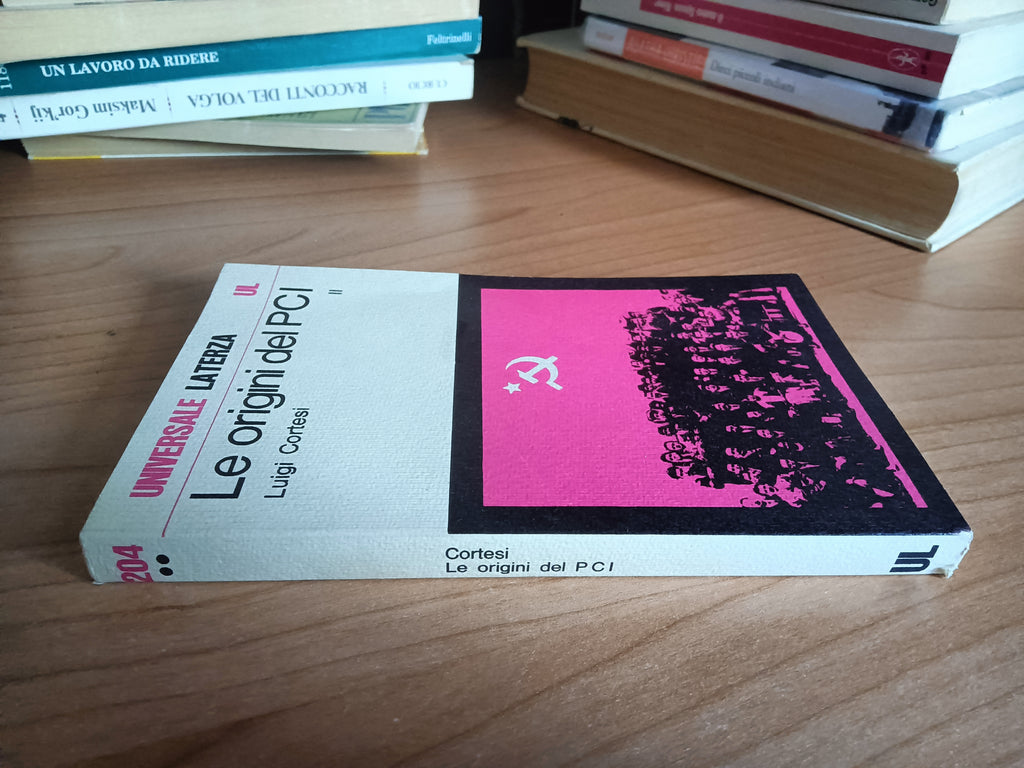 UN LAVORO DA RIDERE
Feltrinelli
Maksim Gor'kij
RACCONTI DEL VOLGA
CURCIO
Dieci piccoli indiani
UNIVERSALE LATERZA
UL
Le origini del PCI
II
Luigi Cortesi
204
Cortesi
Le origini del PCI
UL